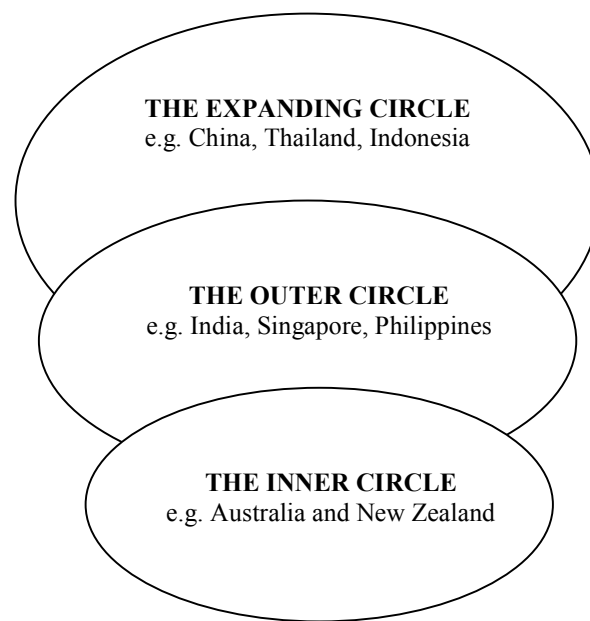 THE EXPANDING CIRCLE
e.g. China, Thailand, Indonesia
THE OUTER CIRCLE
e.g. India, Singapore, Philippines
THE INNER CIRCLE
e.g. Australia and New Zealand